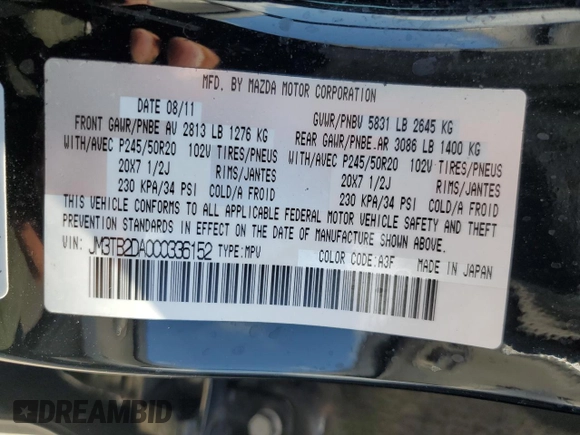 MFD. BY MAZDA MOTOR CORPORATION
DATE 08/11 GVWR/PNBV 5831 LB 2645 KG
FRONT GAWR/PNBE AV 2813 LB 1276 KG REAR GAWR/PNBE.AR 3086 LB 1400 KG
WITH/AVEC P245/50R20 102V TIRES/PNEUS WITH/AVEC P245/50R20 102V TIRES/PNEUS
20X7 1/2J RIMS/JANTES 20X7 1/2J RIMS/JANTES
230 KPA/34 PSI COLD/A FROID 230 KPA/34 PSI COLD/A FROID
THIS VEHICLE CONFORMS TO ALL APPLICABLE FEDERAL MOTOR VEHICLE SAFETY AND THEFT
PREVENTION STANDARDS IN EFFECT ON THE DATE OF MANUFACTURE SHOWN ABOVE.
VIN: JM3TB2DA000336152 TYPE:MPV COLOR CODE:A3F MADE IN JAPAN
DREAMBID